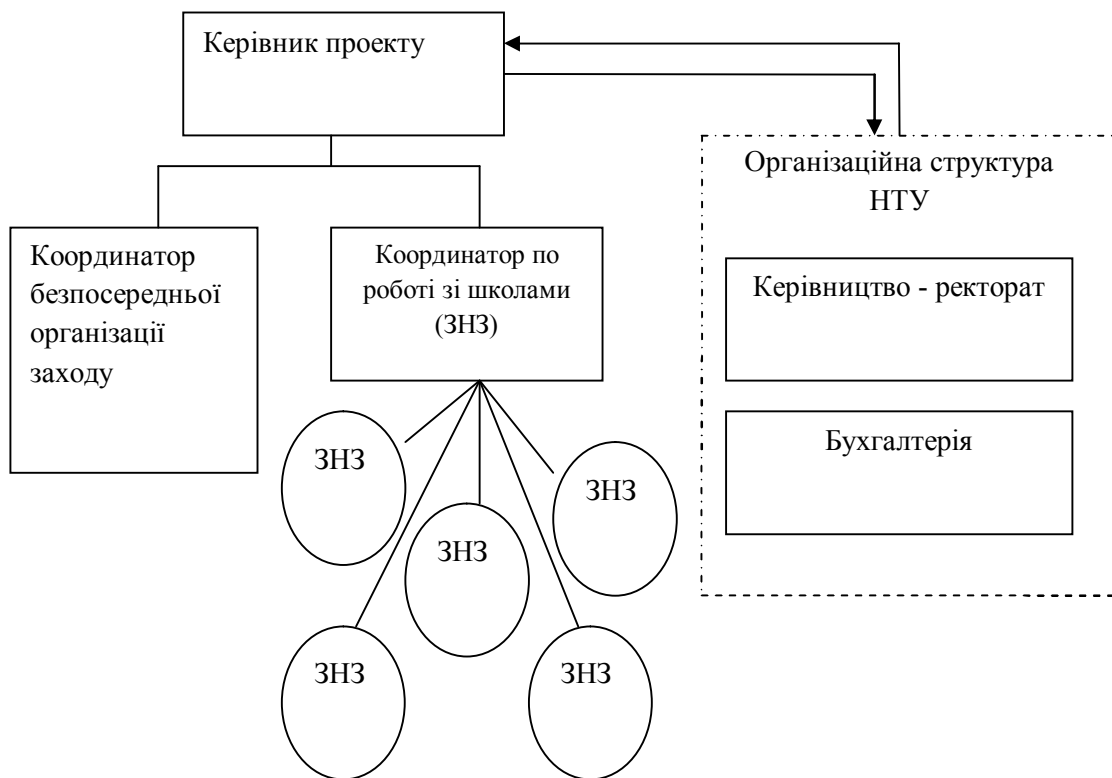 Керівник проекту
Організаційна структура
НТУ
Координатор
безпосередньої
організації
заходу
Координатор по
роботі зі школами
(ЗНЗ)
Керівництво - ректорат
Бухгалтерія
ЗНЗ
ЗНЗ
ЗНЗ
ЗНЗ
ЗНЗ